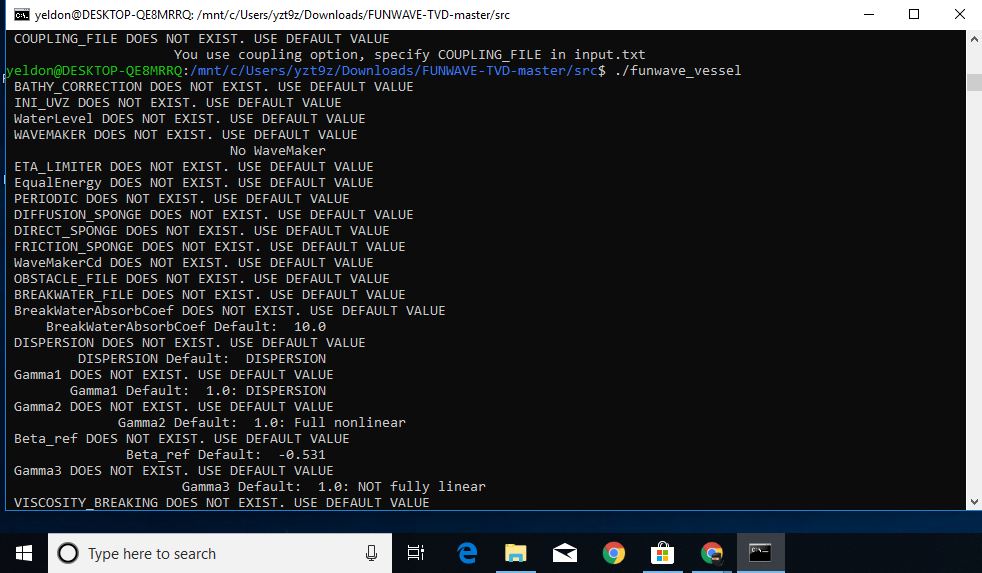 yeldon@DESKTOP-QE8MRRQ: /mnt/c/Users/yzt9z/Downloads/FUNWAVE-TVD-master/src
COUPLING_FILE DOES NOT EXIST. USE DEFAULT VALUE
You use coupling option, specify COUPLING_FILE in input.txt
yeldon@DESKTOP-QE8MRRQ:/mnt/c/Users/yzt9z/Downloads/FUNWAVE-TVD-master/src$ ./funwave_vessel
BATHY_CORRECTION DOES NOT EXIST. USE DEFAULT VALUE
INI_UVZ DOES NOT EXIST. USE DEFAULT VALUE
WaterLevel DOES NOT EXIST. USE DEFAULT VALUE
WAVEMAKER DOES NOT EXIST. USE DEFAULT VALUE
No WaveMaker
ETA_LIMITER DOES NOT EXIST. USE DEFAULT VALUE
EqualEnergy DOES NOT EXIST. USE DEFAULT VALUE
PERIODIC DOES NOT EXIST. USE DEFAULT VALUE
DIFFUSION_SPONGE DOES NOT EXIST. USE DEFAULT VALUE
DIRECT_SPONGE DOES NOT EXIST. USE DEFAULT VALUE
FRICTION_SPONGE DOES NOT EXIST. USE DEFAULT VALUE
WaveMakerCd DOES NOT EXIST. USE DEFAULT VALUE
OBSTACLE_FILE DOES NOT EXIST. USE DEFAULT VALUE
BREAKWATER_FILE DOES NOT EXIST. USE DEFAULT VALUE
BreakWaterAbsorbCoef DOES NOT EXIST. USE DEFAULT VALUE
BreakWaterAbsorbCoef Default:  10.0
DISPERSION DOES NOT EXIST. USE DEFAULT VALUE
DISPERSION Default:  DISPERSION
Gamma1 DOES NOT EXIST. USE DEFAULT VALUE
Gamma1 Default:  1.0: DISPERSION
Gamma2 DOES NOT EXIST. USE DEFAULT VALUE
Gamma2 Default:  1.0: Full nonlinear
Beta_ref DOES NOT EXIST. USE DEFAULT VALUE
Beta_ref Default:  -0.531
Gamma3 DOES NOT EXIST. USE DEFAULT VALUE
Gamma3 Default:  1.0: NOT fully linear
VISCOSITY_BREAKING DOES NOT EXIST. USE DEFAULT VALUE
Type here to search